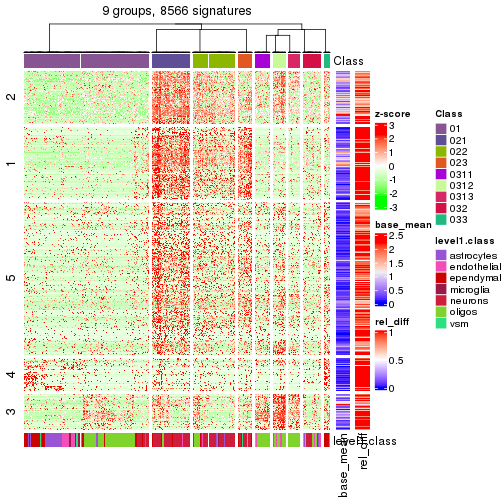 9 groups, 8566 signatures
Class
2
1
5
4
3
z-score
3
2
1
0
-1
-2
-3
base_mean
2.5
2
1.5
1
0.5
0
rel_diff
1
0.5
0
Class
01
021
022
023
0311
0312
0313
032
033
level1.class
astrocytes
endothelial
ependymal
microglia
neurons
oligos
vsm
level1.class
base_mean
rel_diff